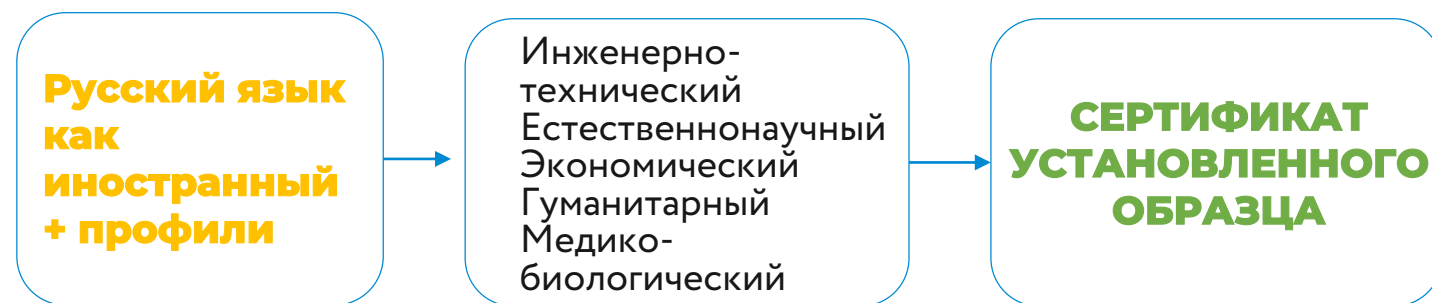 Русский язык
как
иностранный
+ профили
Инженерно-
технический
Естественнонаучный
Экономический
Гуманитарный
Медико-
биологический
СЕРТИФИКАТ
УСТАНОВЛЕННОГО
ОБРАЗЦА